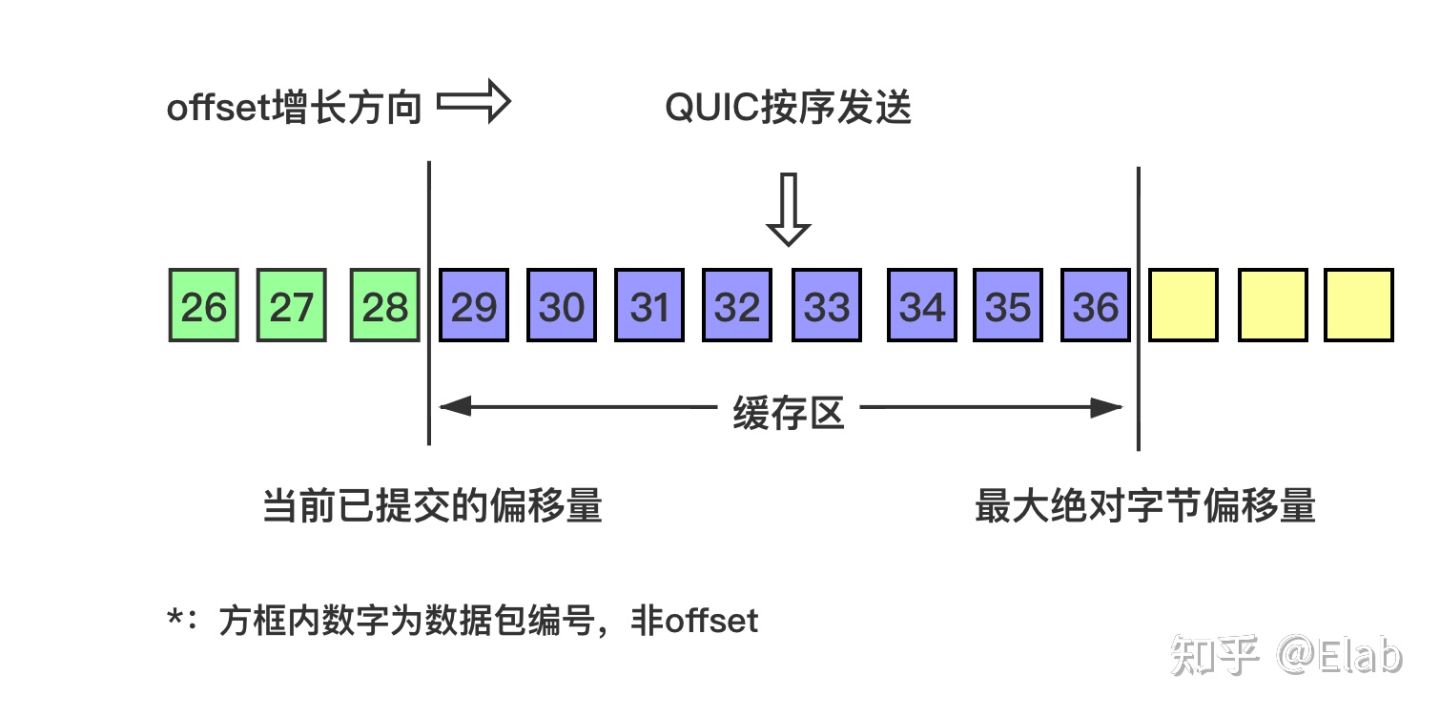 offset增长方向
QUIC按序发送
26 27 28 29 30 31 32 33 34 35 36
缓存区
当前已提交的偏移量
最大绝对字节偏移量
*：方框内数字为数据包编号，非offset
知乎 @Elab